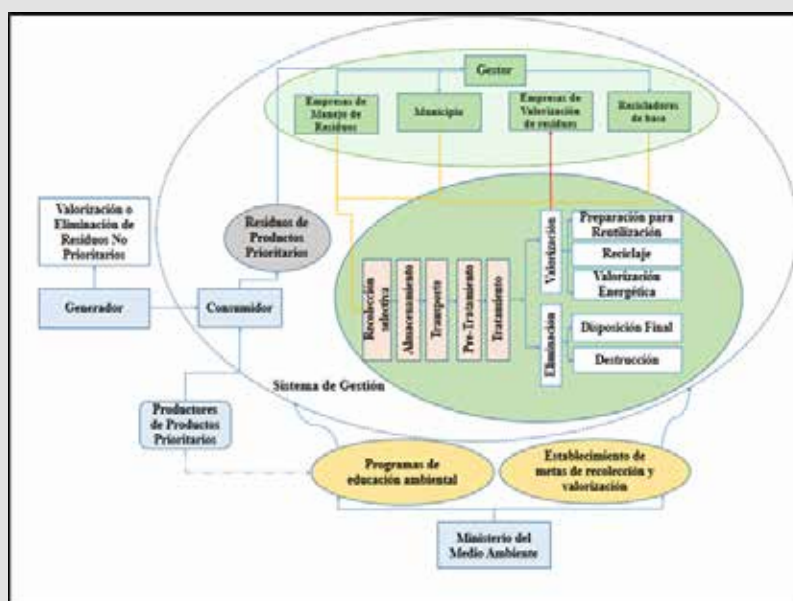 Gestor
Empresas de
Manejo de
Residuos
Municipio
Empresas de
Valorización
de residuos
Recicladores
de base
Valorización o
Eliminación de
Residuos No
Prioritarios
Residuos de
Productos
Prioritarios
Generador
Consumidor
Recolección
selectiva
Almacenamiento
Transporte
Pre-Tratamiento
Tratamiento
Valorización
Preparación para
Reutilización
Reciclaje
Valorización
Energética
Eliminación
Disposición Final
Destrucción
Sistema de Gestión
Productores
de Productos
Prioritarios
Programas de
educación ambiental
Establecimiento de
metas de recolección y
valorización
Ministerio del
Medio Ambiente